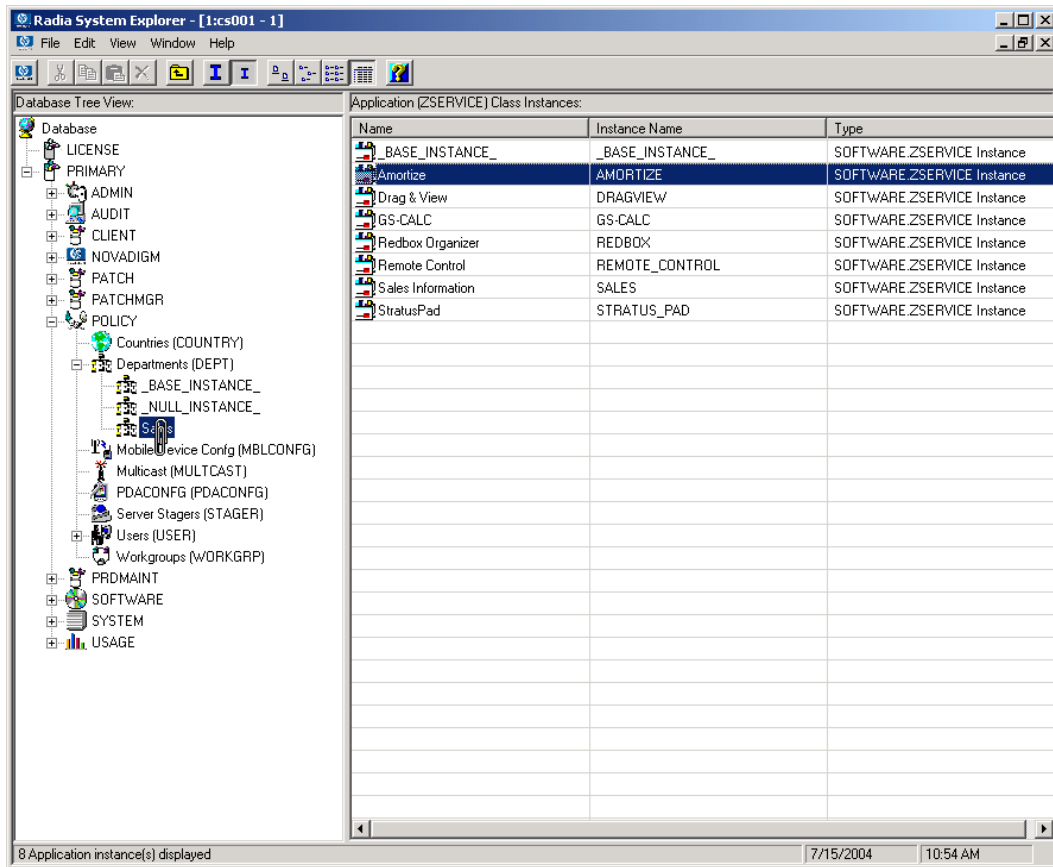 Radia System Explorer - [1:cs001 - 1]
File Edit View Window Help
Database Tree View:
Application (ZSERVICE) Class Instances:
Database
LICENSE
PRIMARY
ADMIN
AUDIT
CLIENT
NOVADIGM
PATCH
PATCHMGR
POLICY
Countries (COUNTRY)
Departments (DEPT)
_BASE_INSTANCE_
_NULL_INSTANCE_
Sales
Mobile Device Confg (MBLCONFG)
Multicast (MULTCAST)
PDACONFG (PDACONFG)
Server Stagers (STAGER)
Users (USER)
Workgroups (WORKGRP)
PRDMAINT
SOFTWARE
SYSTEM
USAGE
Name Instance Name Type
_BASE_INSTANCE_ _BASE_INSTANCE_ SOFTWARE.ZSERVICE Instance
Amortize AMORTIZE SOFTWARE.ZSERVICE Instance
Drag & View DRAGVIEW SOFTWARE.ZSERVICE Instance
GS-CALC GS-CALC SOFTWARE.ZSERVICE Instance
Redbox Organizer REDBOX SOFTWARE.ZSERVICE Instance
Remote Control REMOTE_CONTROL SOFTWARE.ZSERVICE Instance
Sales Information SALES SOFTWARE.ZSERVICE Instance
StratusPad STRATUS_PAD SOFTWARE.ZSERVICE Instance
8 Application instance(s) displayed 7/15/2004 10:54 AM